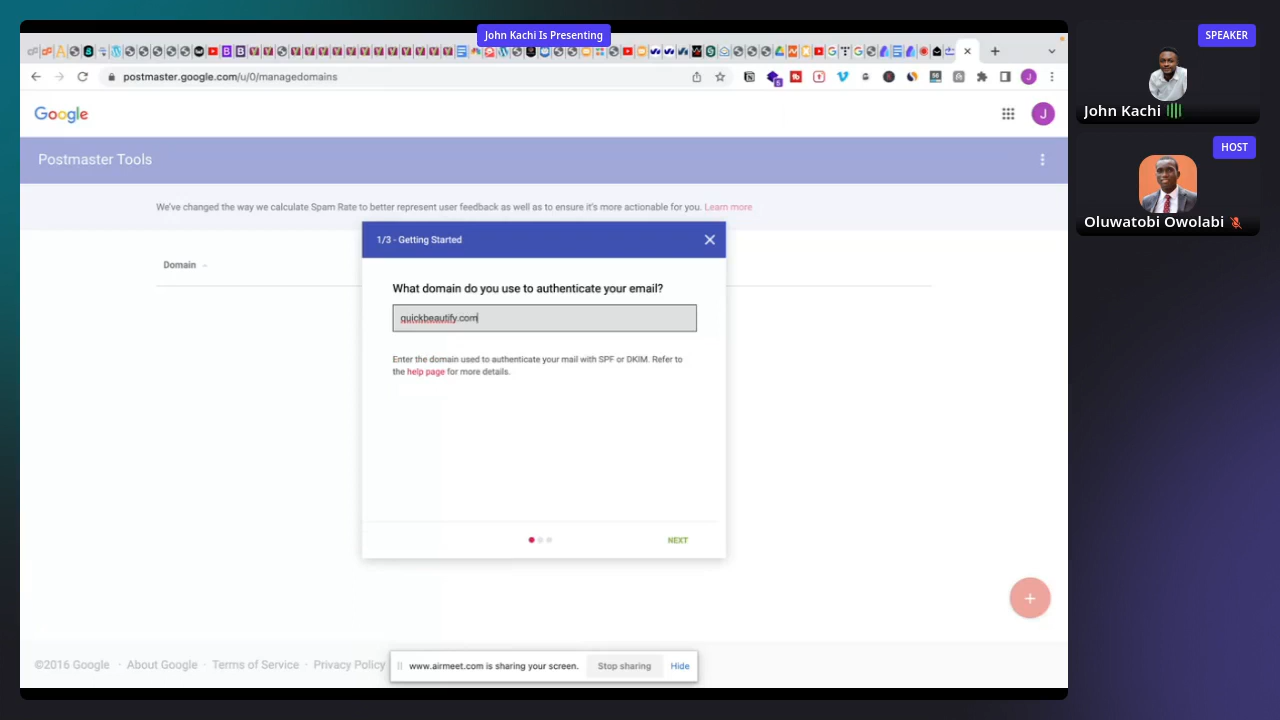 John Kachi Is Presenting
SPEAKER
postmaster.google.com/u/0/managedomains
J
John Kachi
Google
J
Postmaster Tools
HOST
We've changed the way we calculate Spam Rate to better represent user feedback as well as to ensure it's more actionable for you. Learn more
Oluwatobi Owolabi
1/3 - Getting Started
Domain
What domain do you use to authenticate your email?
quickbeautify.com
Enter the domain used to authenticate your mail with SPF or DKIM. Refer to
the help page for more details.
NEXT
©2016 Google · About Google · Terms of Service · Privacy Policy
www.airmeet.com is sharing your screen. Stop sharing Hide